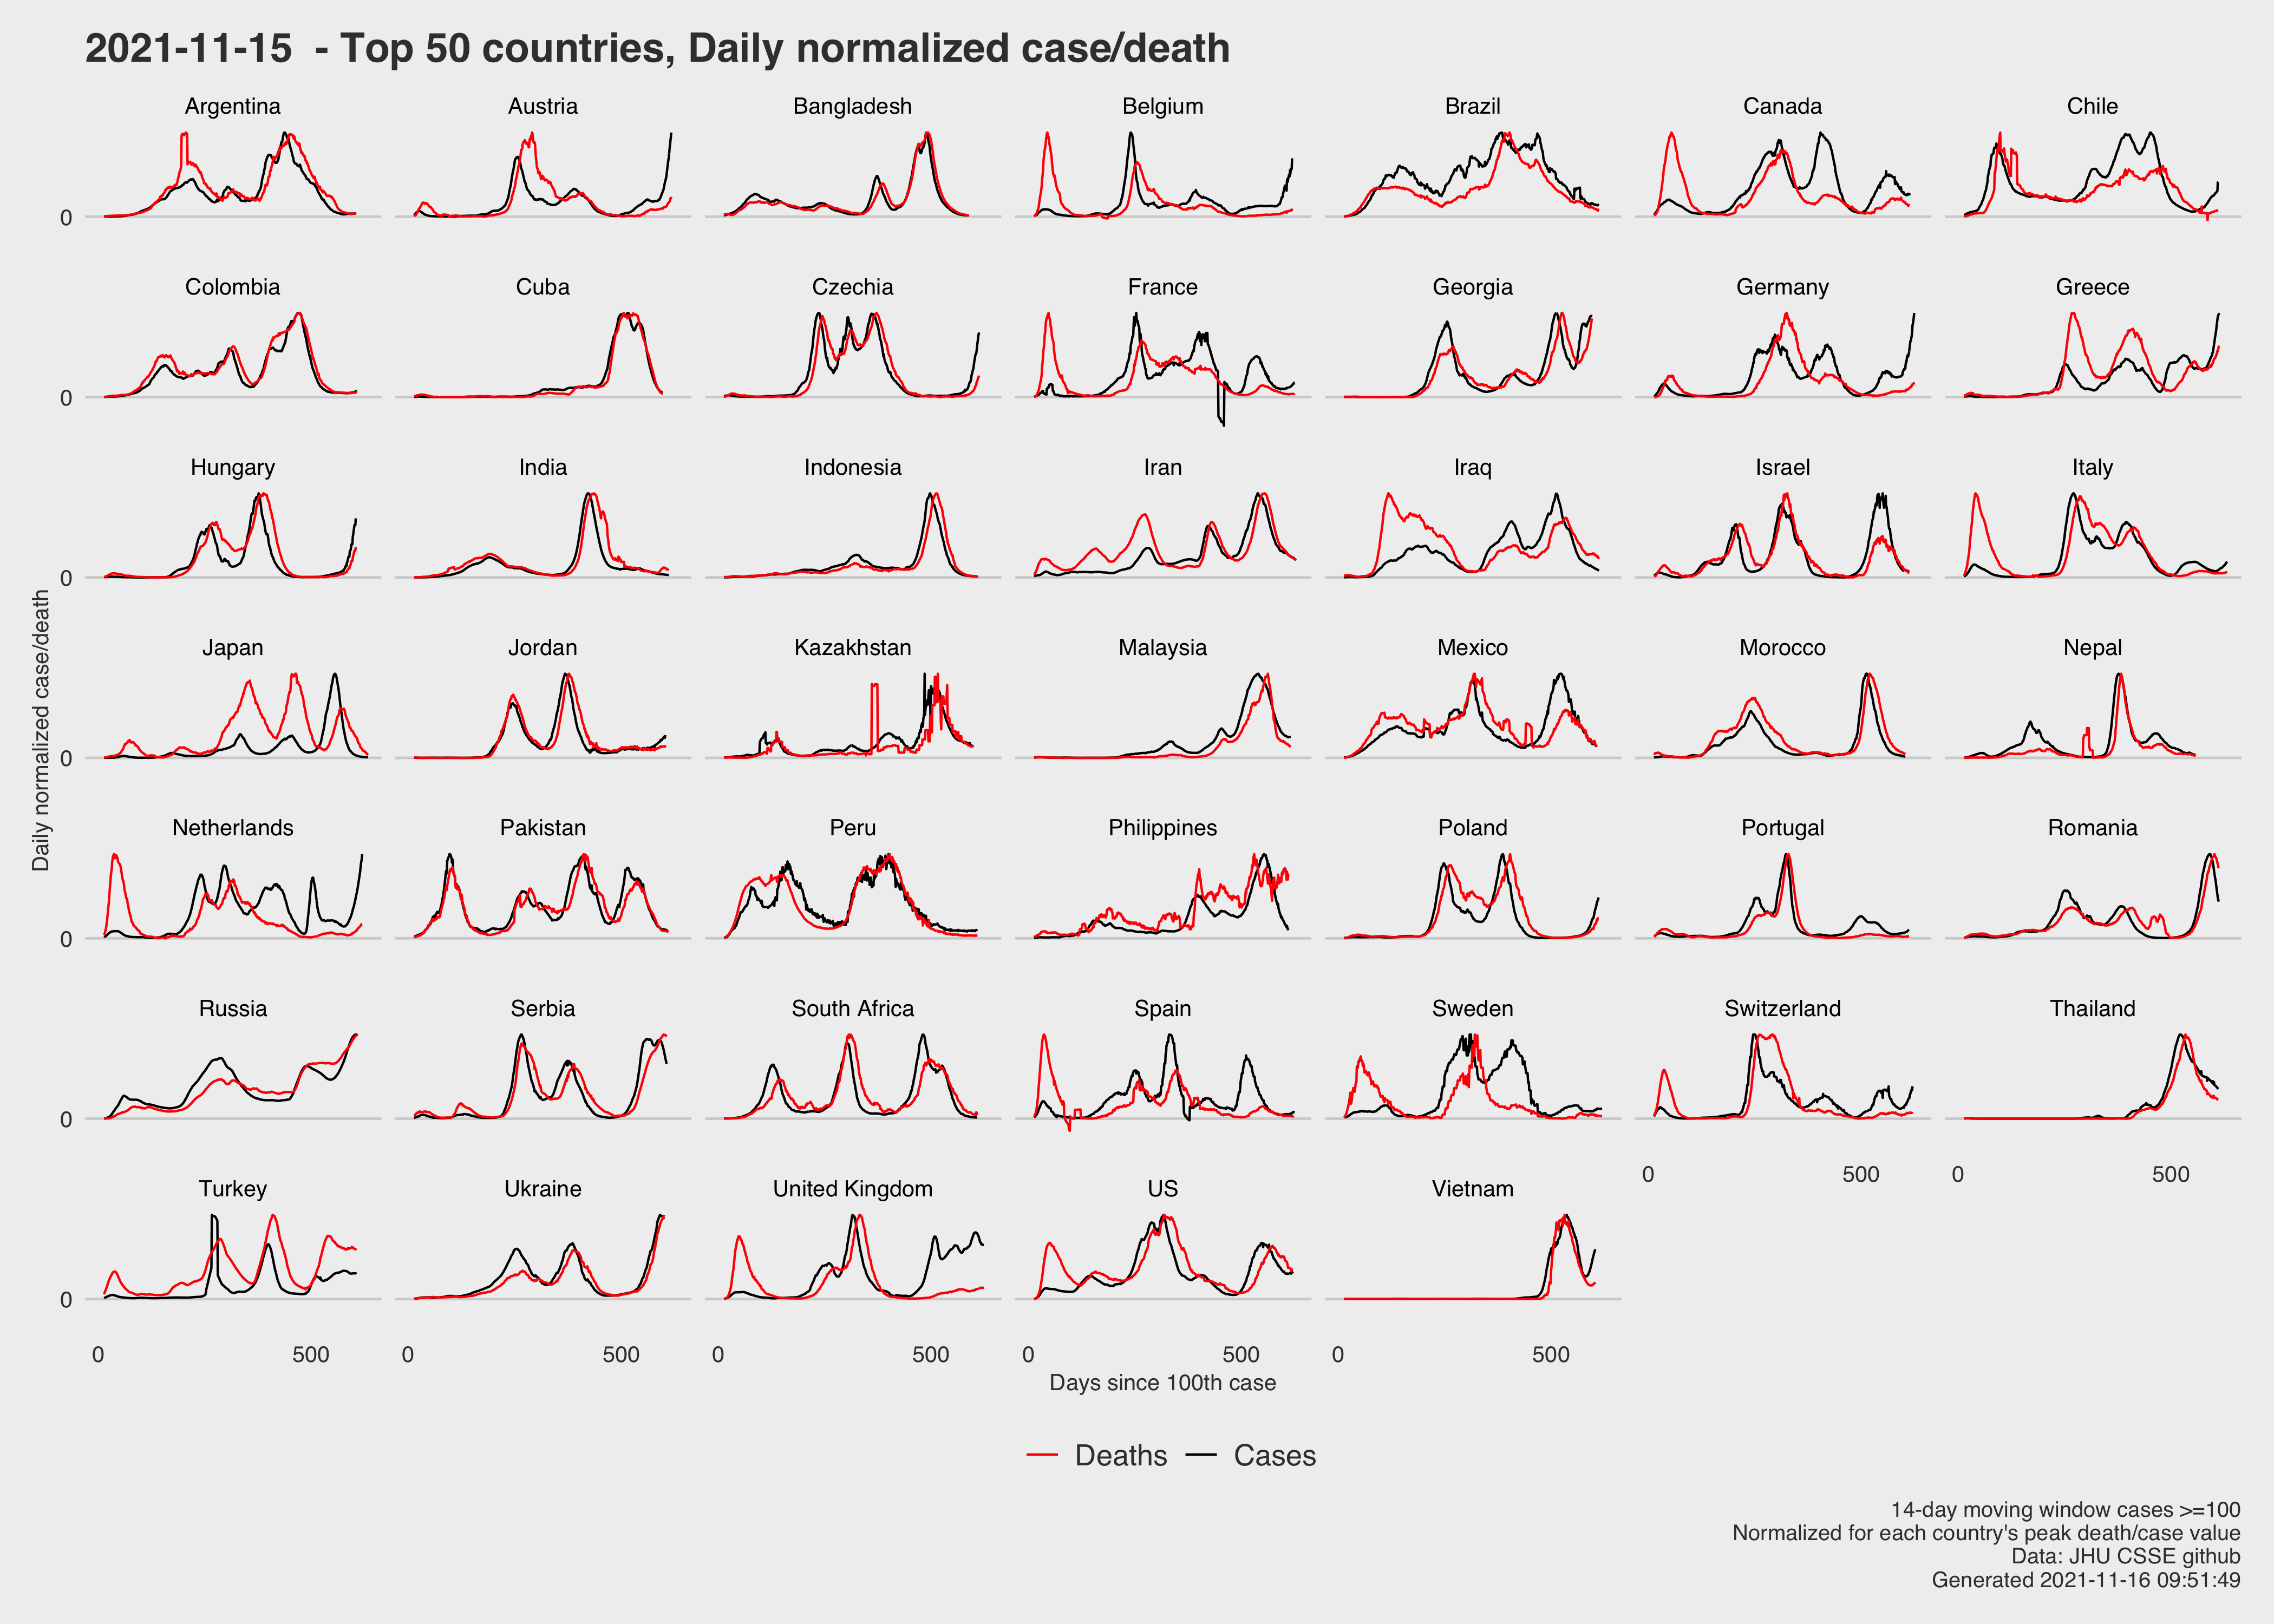 2021-11-15  - Top 50 countries, Daily normalized case/death
Argentina Austria Bangladesh Belgium Brazil Canada Chile
0
Colombia Cuba Czechia France Georgia Germany Greece
0
Hungary India Indonesia Iran Iraq Israel Italy
0
Daily normalized case/death
Japan Jordan Kazakhstan Malaysia Mexico Morocco Nepal
0
Netherlands Pakistan Peru Philippines Poland Portugal Romania
0
Russia Serbia South Africa Spain Sweden Switzerland Thailand
0
0 500 0 500
Turkey Ukraine United Kingdom US Vietnam
0
0 500 0 500 0 500 0 500 0 500
Days since 100th case
Deaths Cases
14-day moving window cases >=100
Normalized for each country's peak death/case value
Data: JHU CSSE github
Generated 2021-11-16 09:51:49